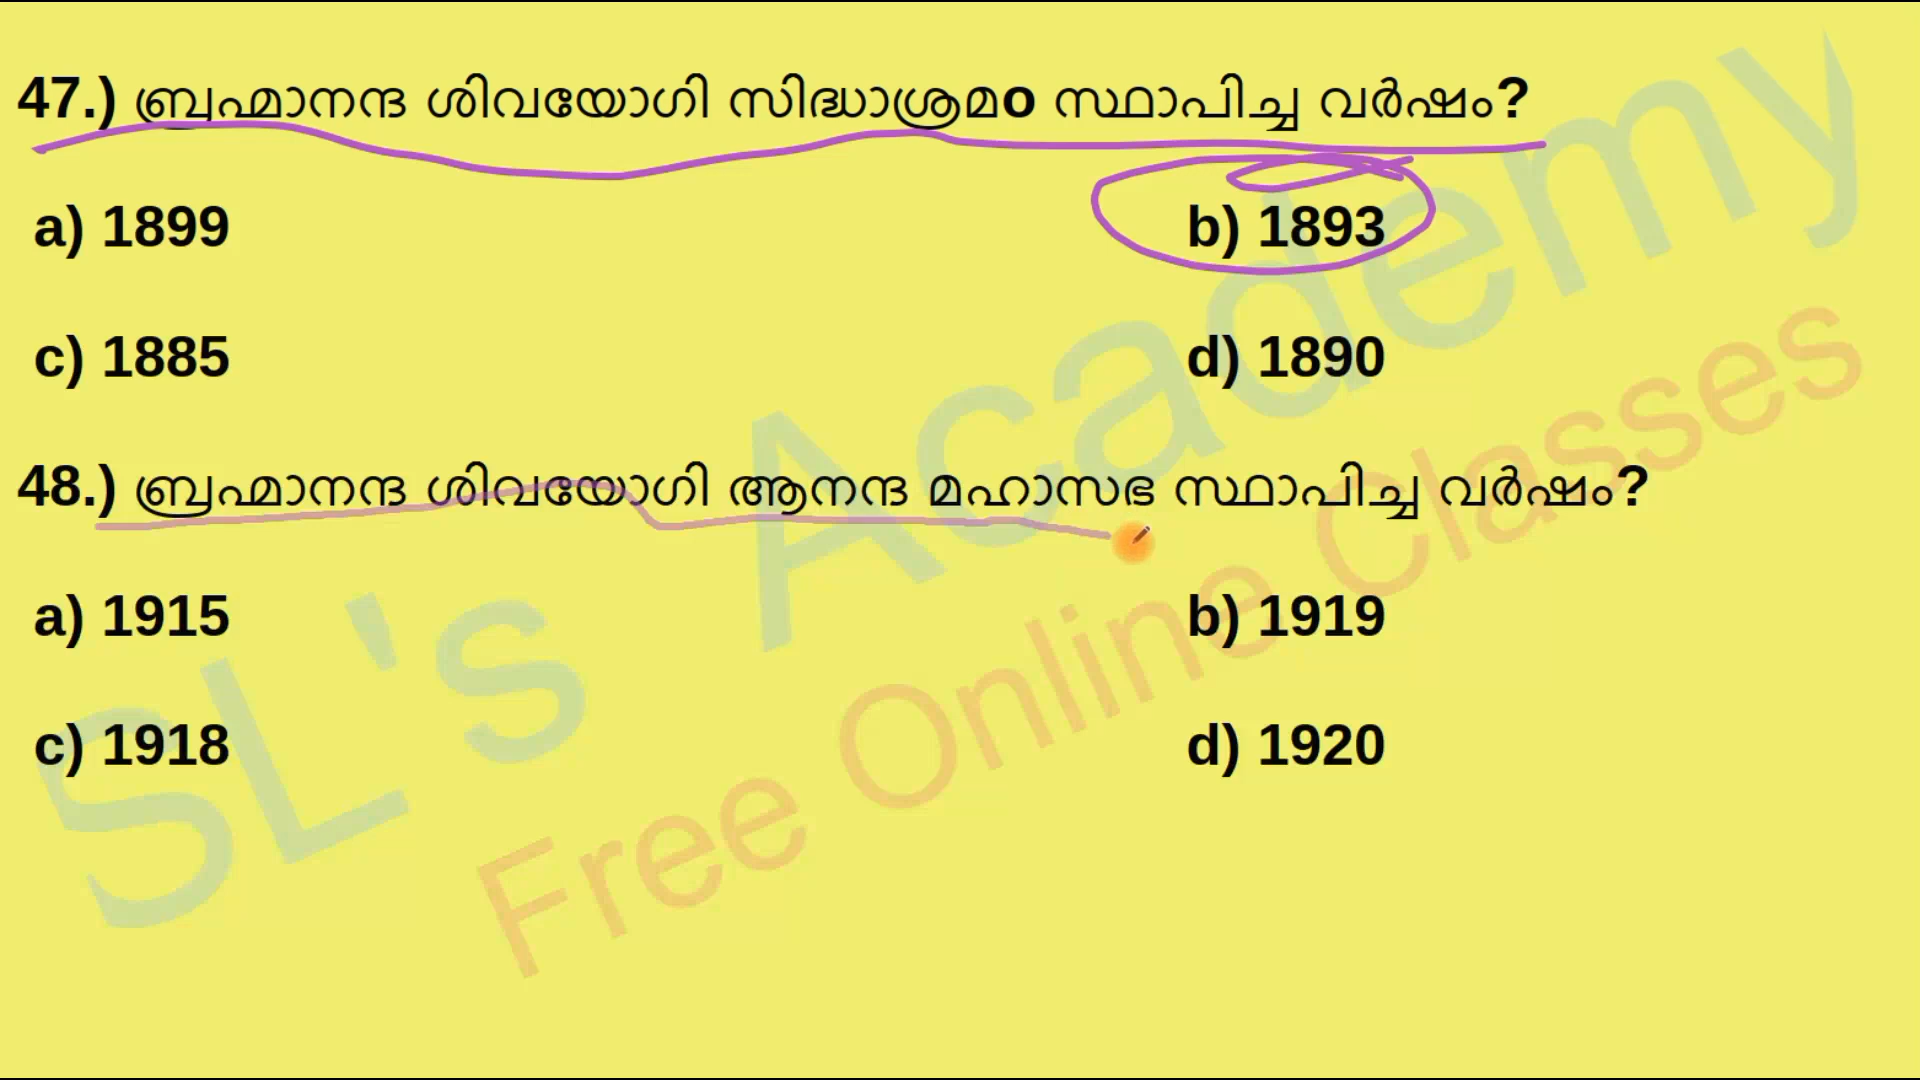 47.) ബ്രഹ്മാനന്ദ ശിവയോഗി സിദ്ധാശ്രമo സ്ഥാപിച്ച വർഷം?
a) 1899 b) 1893
c) 1885 d) 1890
48.) ബ്രഹ്മാനന്ദ ശിവയോഗി ആനന്ദ മഹാസഭ സ്ഥാപിച്ച വർഷം?
a) 1915 b) 1919
c) 1918 d) 1920
SL's Academy
Free Online Classes